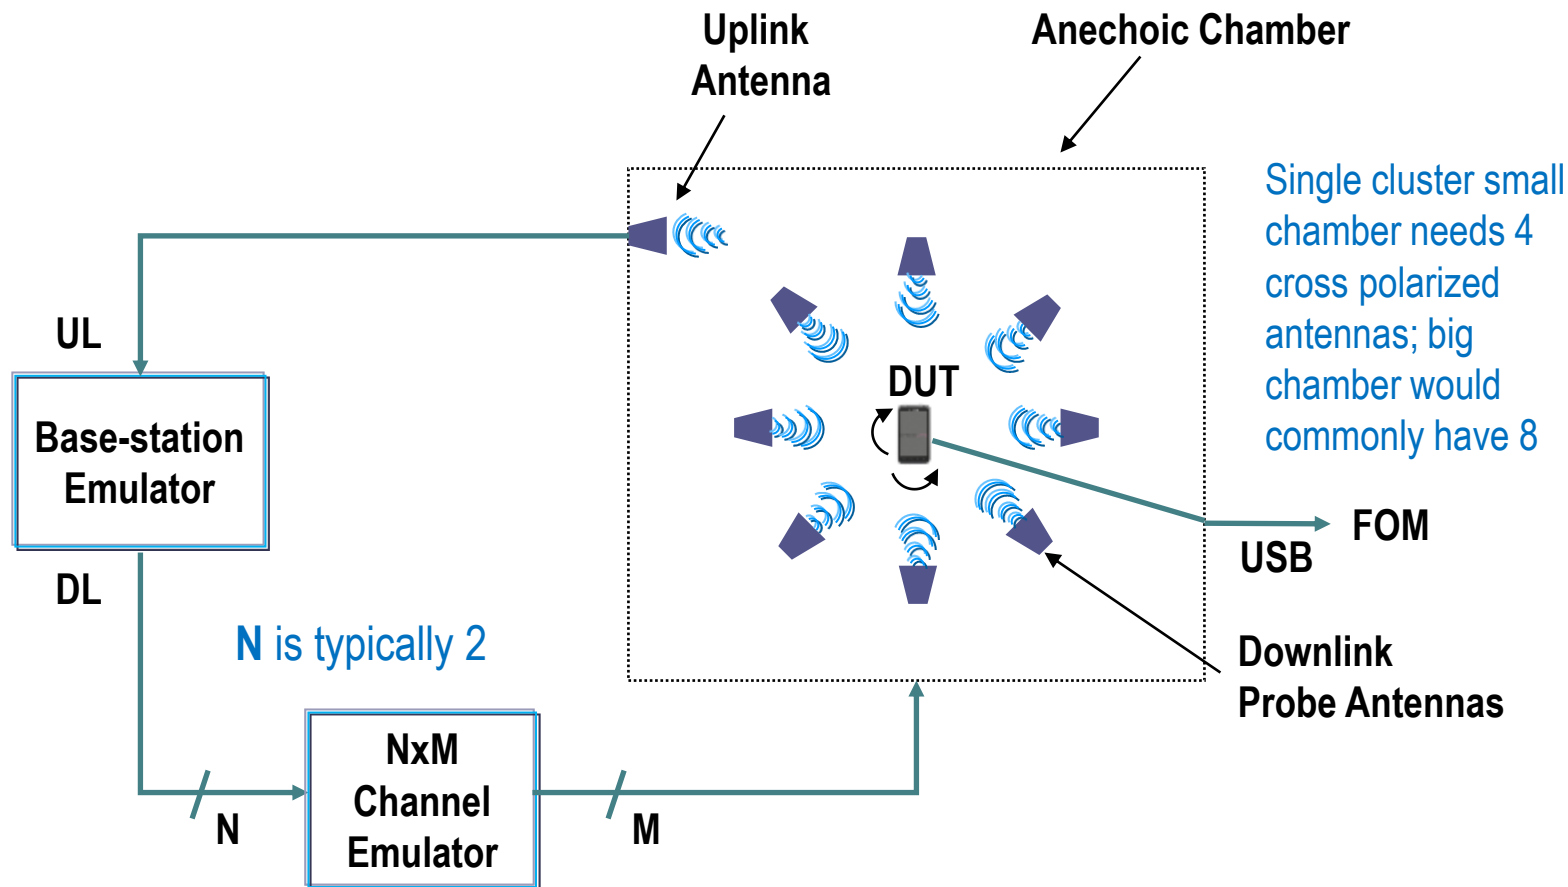 Uplink
Antenna
Anechoic Chamber
Single cluster small
chamber needs 4
cross polarized
antennas; big
chamber would
commonly have 8
UL
DUT
Base-station
Emulator
FOM
USB
DL
N is typically 2
Downlink
Probe Antennas
NxM
Channel
Emulator
N
M